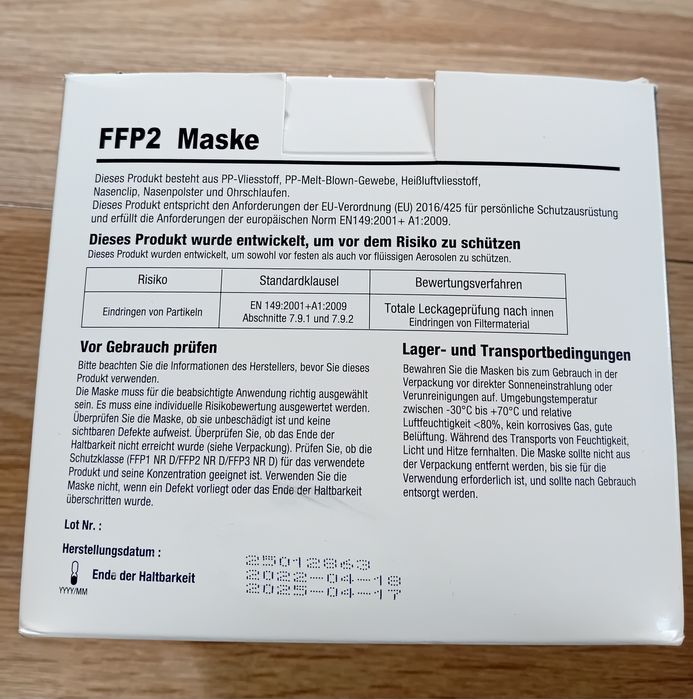 FFP2 Maske
Dieses Produkt besteht aus PP-Vliesstoff, PP-Melt-Blown-Gewebe, Heißluftvliesstoff,
Nasenclip, Nasenpolster und Ohrschlaufen.
Dieses Produkt entspricht den Anforderungen der EU-Verordnung (EU) 2016/425 für persönliche Schutzausrüstung
und erfüllt die Anforderungen der europäischen Norm EN149:2001+ A1:2009.
Dieses Produkt wurde entwickelt, um vor dem Risiko zu schützen
Dieses Produkt wurden entwickelt, um sowohl vor festen als auch vor flüssigen Aerosolen zu schützen.
Risiko Standardklausel Bewertungsverfahren
Eindringen von Partikeln
EN 149:2001+A1:2009
Abschnitte 7.9.1 und 7.9.2
Totale Leckageprüfung nach innen
Eindringen von Filtermaterial
Vor Gebrauch prüfen
Bitte beachten Sie die Informationen des Herstellers, bevor Sie dieses
Produkt verwenden.
Die Maske muss für die beabsichtigte Anwendung richtig ausgewählt
sein. Es muss eine individuelle Risikobewertung ausgewertet werden.
Überprüfen Sie die Maske, ob sie unbeschädigt ist und keine
sichtbaren Defekte aufweist. Überprüfen Sie, ob das Ende der
Haltbarkeit nicht erreicht wurde (siehe Verpackung). Prüfen Sie, ob die
Schutzklasse (FFP1 NR D/FFP2 NR D/FFP3 NR D) für das verwendete
Produkt und seine Konzentration geeignet ist. Verwenden Sie die
Maske nicht, wenn ein Defekt vorliegt oder das Ende der Haltbarkeit
überschritten wurde.
Lager- und Transportbedingungen
Bewahren Sie die Masken bis zum Gebrauch in der
Verpackung vor direkter Sonneneinstrahlung oder
Verunreinigungen auf. Umgebungstemperatur
zwischen -30°C bis +70°C und relative
Luftfeuchtigkeit <80%, kein korrosives Gas, gute
Belüftung. Während des Transports von Feuchtigkeit,
Licht und Hitze fernhalten. Die Maske sollte nicht aus
der Verpackung entfernt werden, bis sie für die
Verwendung erforderlich ist, und sollte nach Gebrauch
entsorgt werden.
Lot Nr. :
Herstellungsdatum :
Ende der Haltbarkeit
YYYY/MM
25012863
2022-04-18
2025-04-17